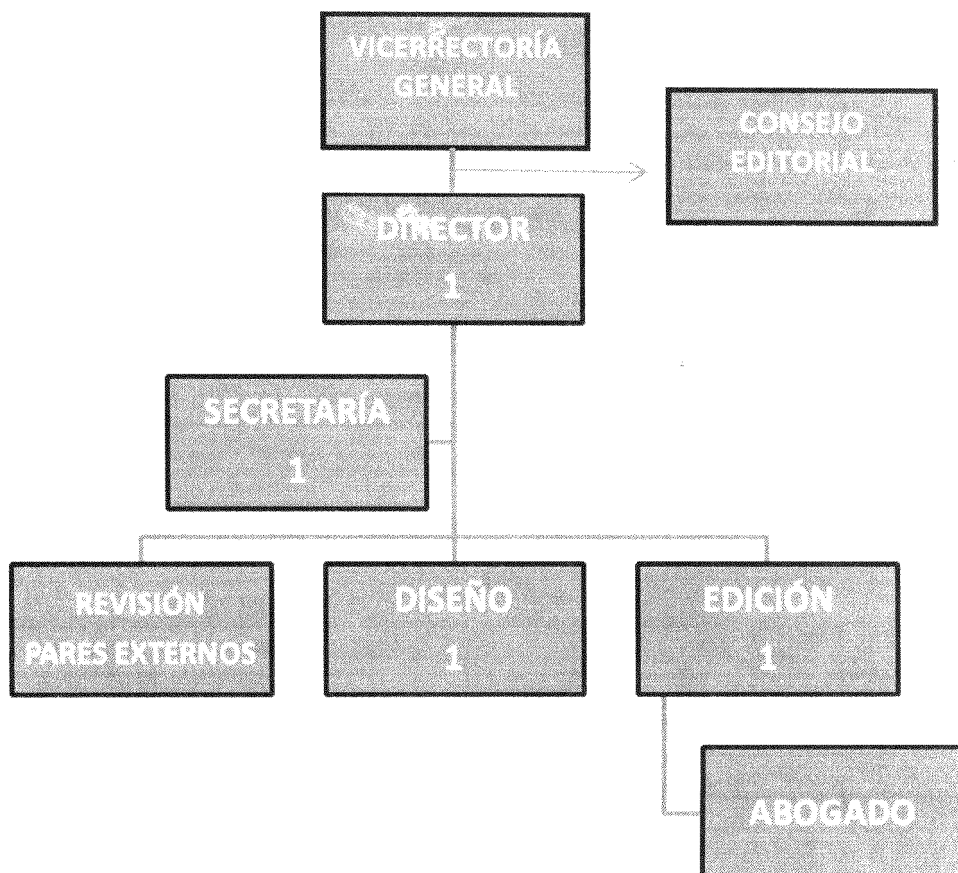 VICERRECTORÍA
GENERAL
CONSEJO
EDITORIAL
DIRECTOR
1
SECRETARÍA
1
REVISIÓN
PARES EXTERNOS
DISEÑO
1
EDICIÓN
1
ABOGADO